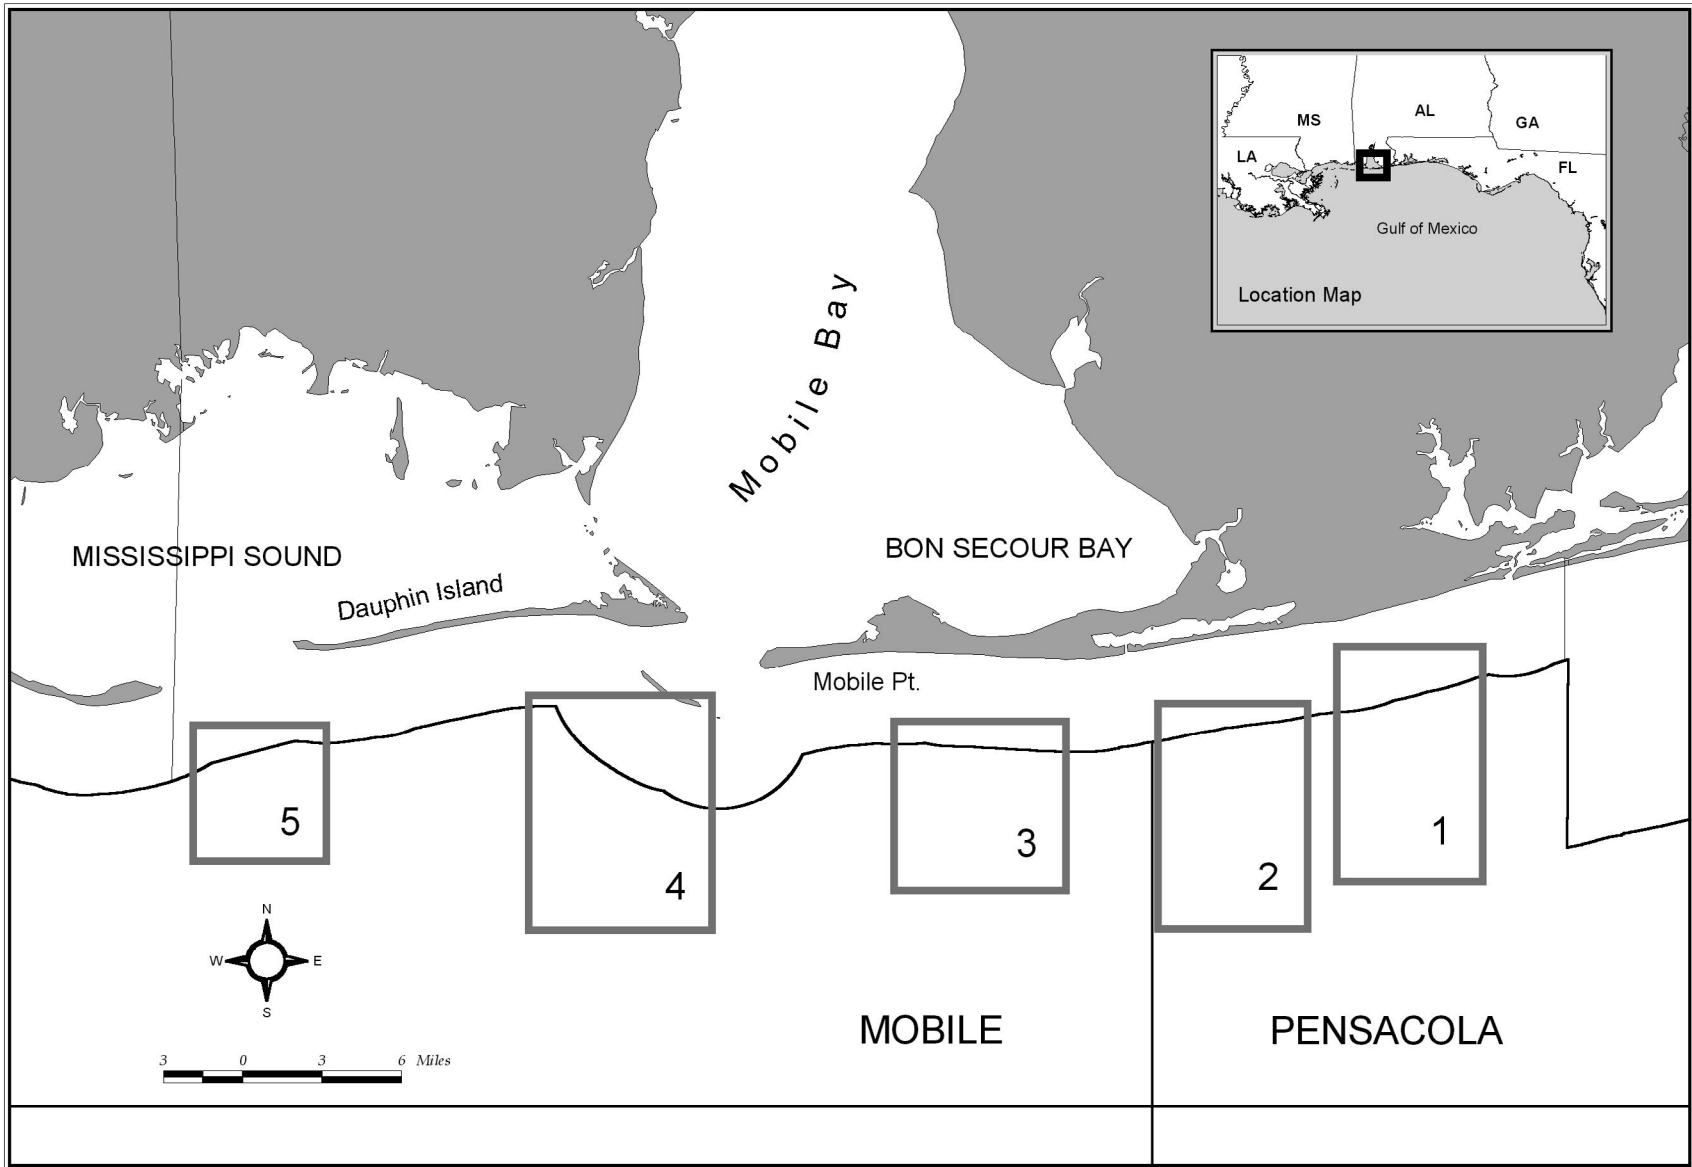 MS
AL
GA
LA
FL
Gulf of Mexico
Location Map
Mobile Bay
MISSISSIPPI SOUND
BON SECOUR BAY
Dauphin Island
Mobile Pt.
5
4
3
2
1
N
W E
S
MOBILE
PENSACOLA
3 0 3 6 Miles